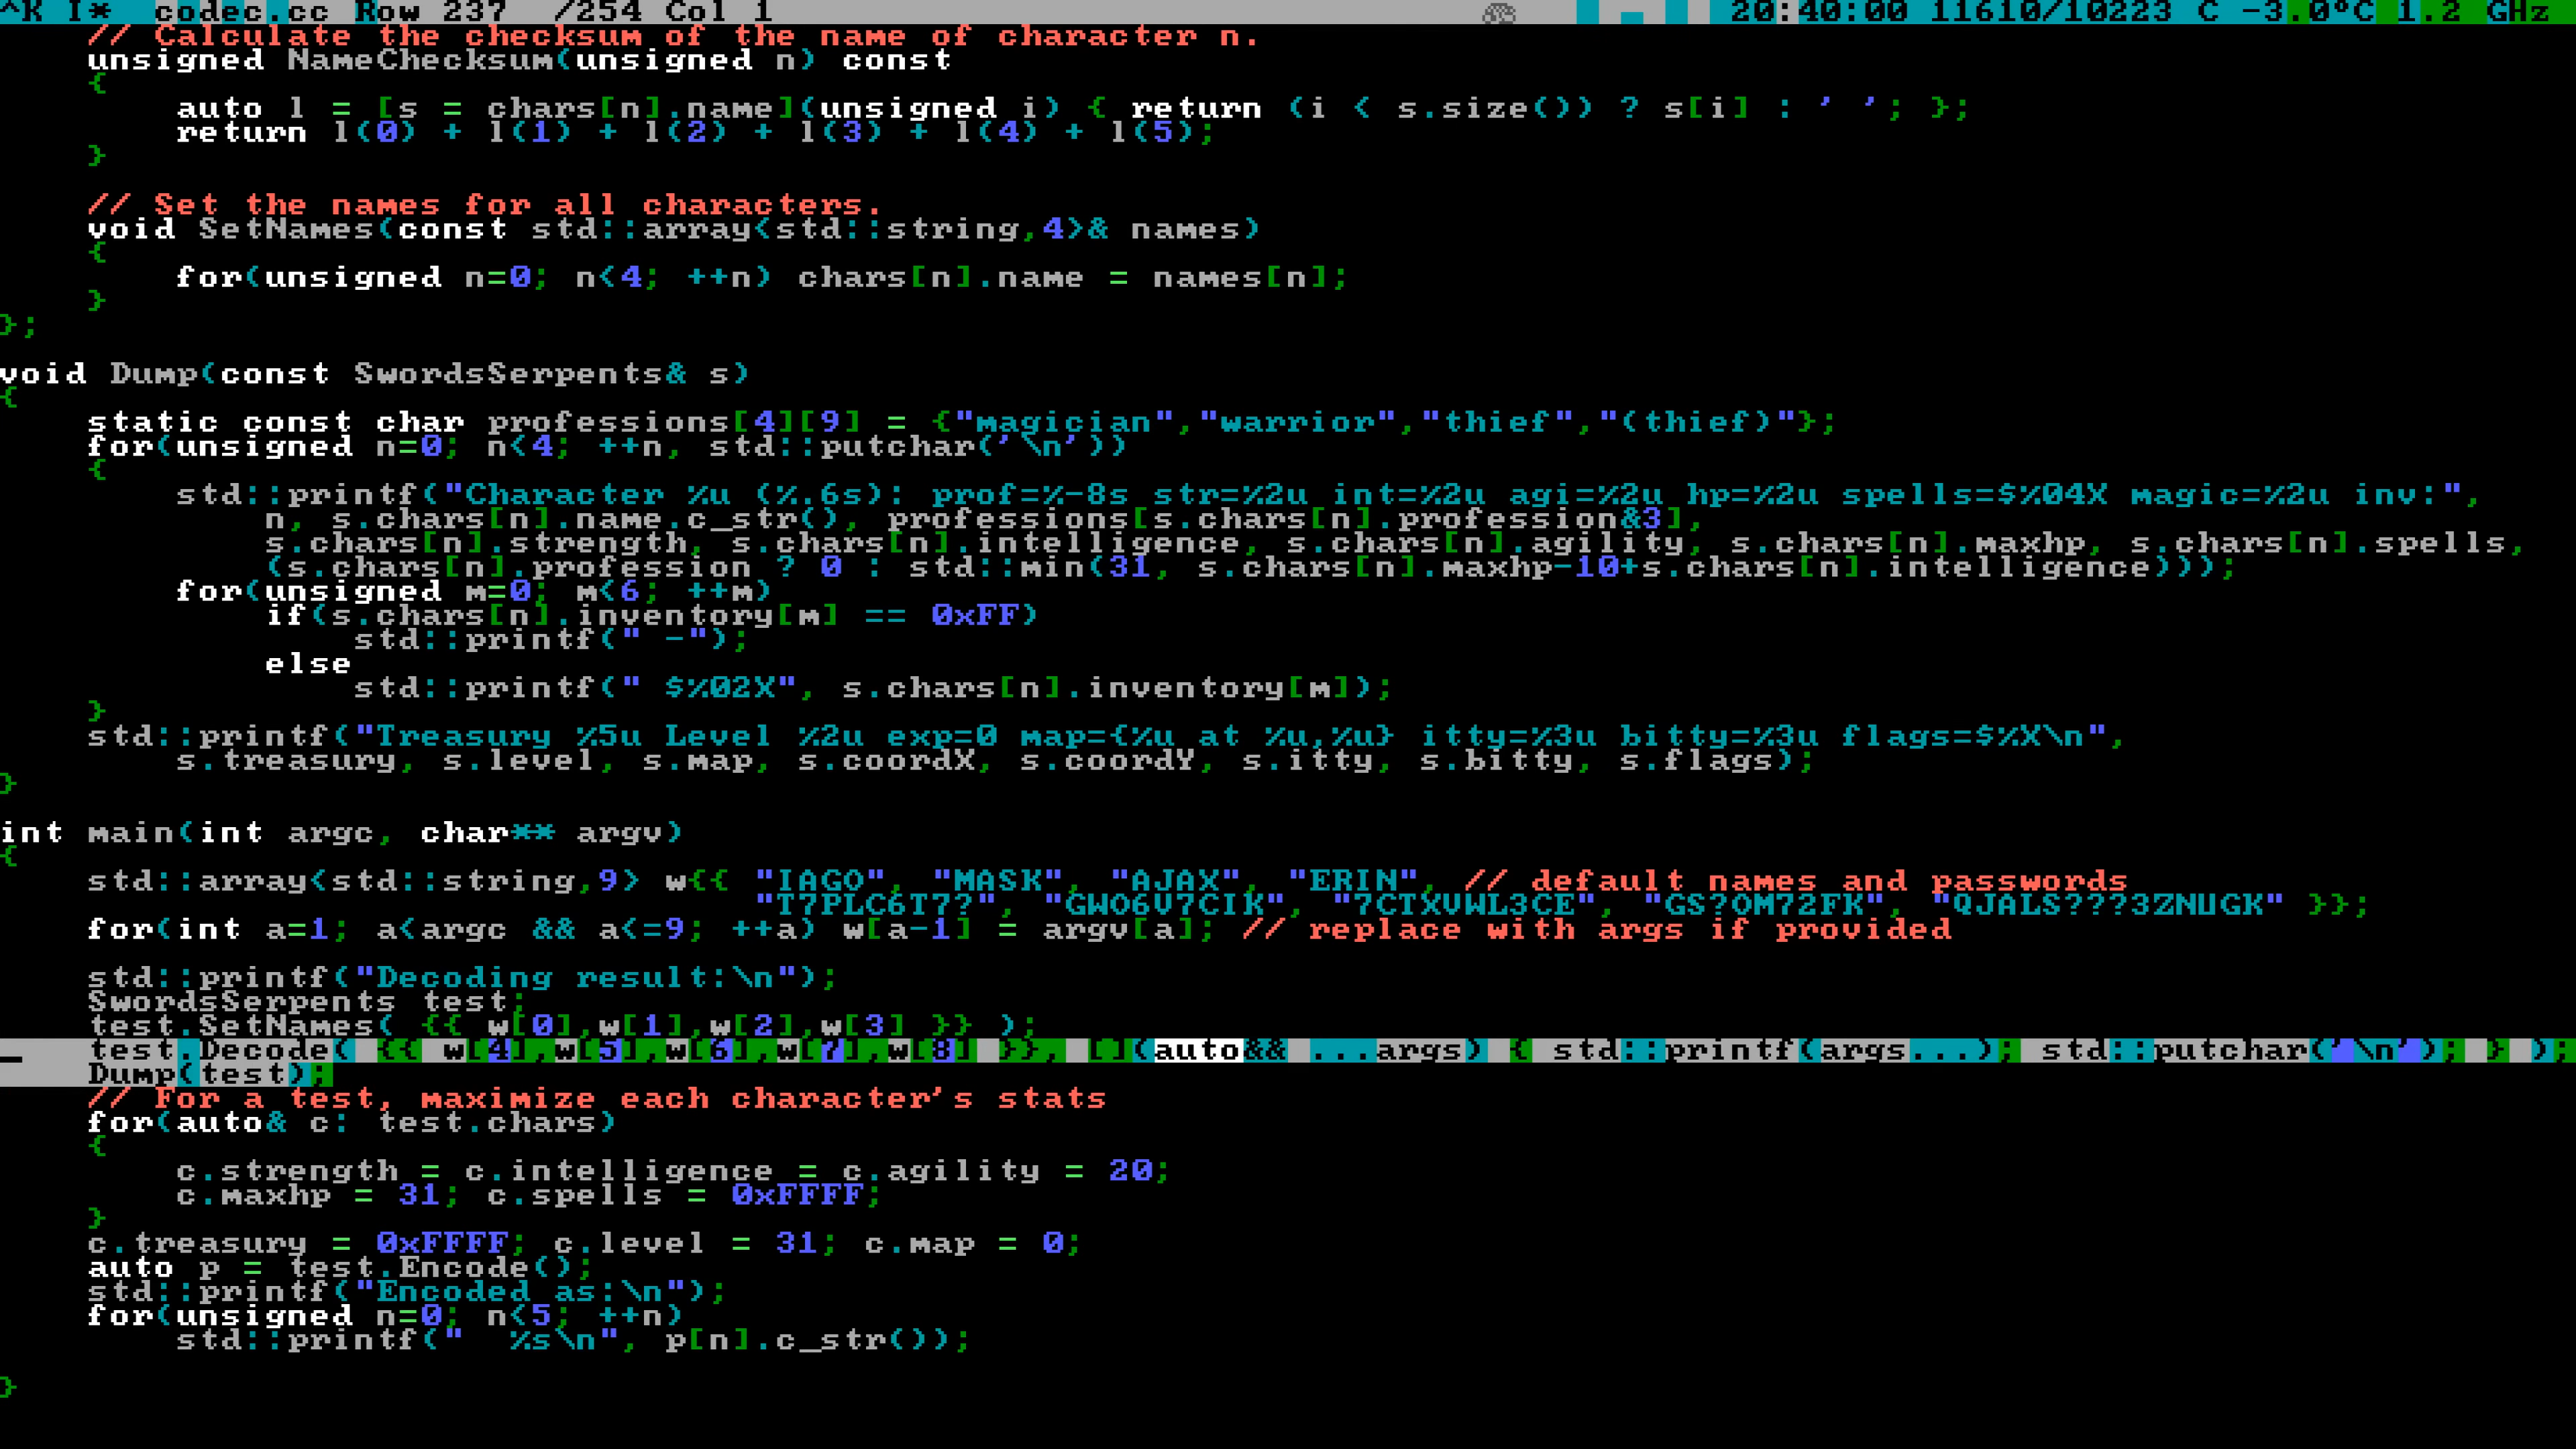 ^K I*  codec.cc Row 237  /254 Col 1 20:40:00 11610/10223 C -3.0°C 1.2 GHz
    // Calculate the checksum of the name of character n.
    unsigned NameChecksum(unsigned n) const
    {
        auto l = [s = chars[n].name](unsigned i) { return (i < s.size()) ? s[i] : ' '; };
        return l(0) + l(1) + l(2) + l(3) + l(4) + l(5);
    }
    // Set the names for all characters.
    void SetNames(const std::array<std::string,4>& names)
    {
        for(unsigned n=0; n<4; ++n) chars[n].name = names[n];
    }
};
void Dump(const SwordsSerpents& s)
{
    static const char professions[4][9] = {"magician","warrior","thief","(thief)"};
    for(unsigned n=0; n<4; ++n, std::putchar('\n'))
    {
        std::printf("Character %u (%.6s): prof=%-8s str=%2u int=%2u agi=%2u hp=%2u spells=$%04X magic=%2u inv:",
            n, s.chars[n].name.c_str(), professions[s.chars[n].profession&3],
            s.chars[n].strength, s.chars[n].intelligence, s.chars[n].agility, s.chars[n].maxhp, s.chars[n].spells,
            (s.chars[n].profession ? 0 : std::min(31, s.chars[n].maxhp-10+s.chars[n].intelligence)));
        for(unsigned m=0; m<6; ++m)
            if(s.chars[n].inventory[m] == 0xFF)
                std::printf(" -");
            else
                std::printf(" $%02X", s.chars[n].inventory[m]);
    }
    std::printf("Treasury %5u Level %2u exp=0 map={%u at %u,%u} itty=%3u bitty=%3u flags=$%X\n",
        s.treasury, s.level, s.map, s.coordX, s.coordY, s.itty, s.bitty, s.flags);
}
int main(int argc, char** argv)
{
    std::array<std::string,9> w{{ "IAGO", "MASK", "AJAX", "ERIN", // default names and passwords
                                  "T7PLC6T7?", "GWO6V7CIK", "7CTXVWL3CE", "GS?0M72FK", "QJALS???3ZNUGK" }};
    for(int a=1; a<argc && a<=9; ++a) w[a-1] = argv[a]; // replace with args if provided
    std::printf("Decoding result:\n");
    SwordsSerpents test;
    test.SetNames( {{ w[0],w[1],w[2],w[3] }} );
    test.Decode( {{ w[4],w[5],w[6],w[7],w[8] }}, [](auto&& ...args) { std::printf(args...); std::putchar('\n'); } );
    Dump(test);
    // For a test, maximize each character's stats
    for(auto& c: test.chars)
    {
        c.strength = c.intelligence = c.agility = 20;
        c.maxhp = 31; c.spells = 0xFFFF;
    }
    c.treasury = 0xFFFF; c.level = 31; c.map = 0;
    auto p = test.Encode();
    std::printf("Encoded as:\n");
    for(unsigned n=0; n<5; ++n)
        std::printf("  %s\n", p[n].c_str());
}